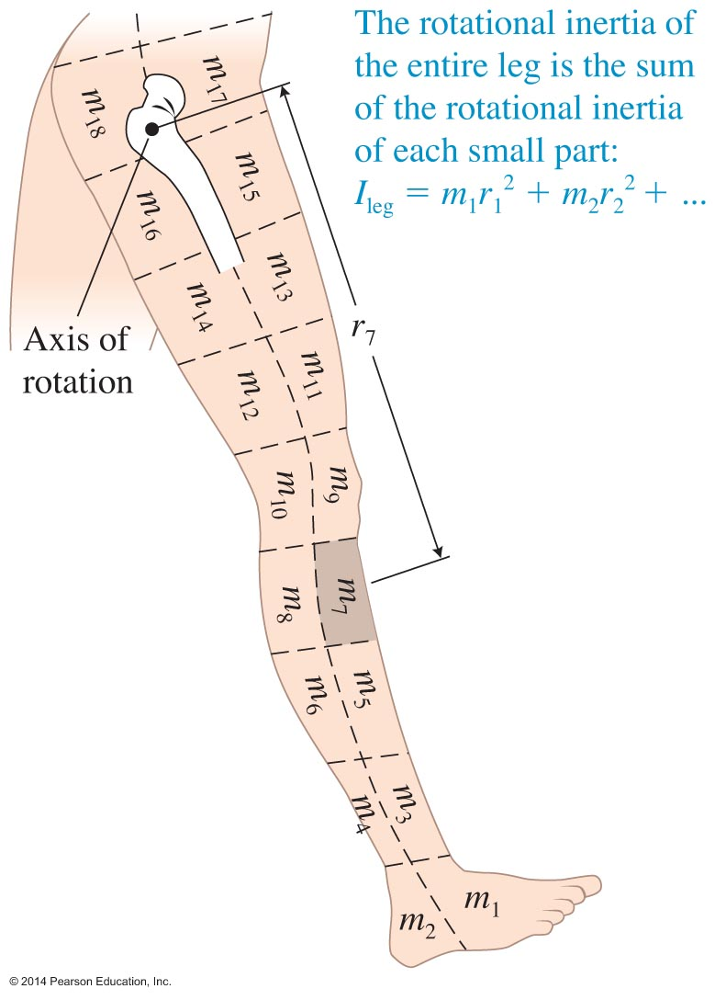 The rotational inertia of
the entire leg is the sum
of the rotational inertia
of each small part:
I_leg = m₁r₁² + m₂r₂² + ...
m₁₇
m₁₈
m₁₅
m₁₆
m₁₃
m₁₄
r₇
Axis of
rotation
m₁₁
m₁₂
m₉
m₁₀
m₇
m₈
m₅
m₆
m₃
m₄
m₁
m₂
© 2014 Pearson Education, Inc.